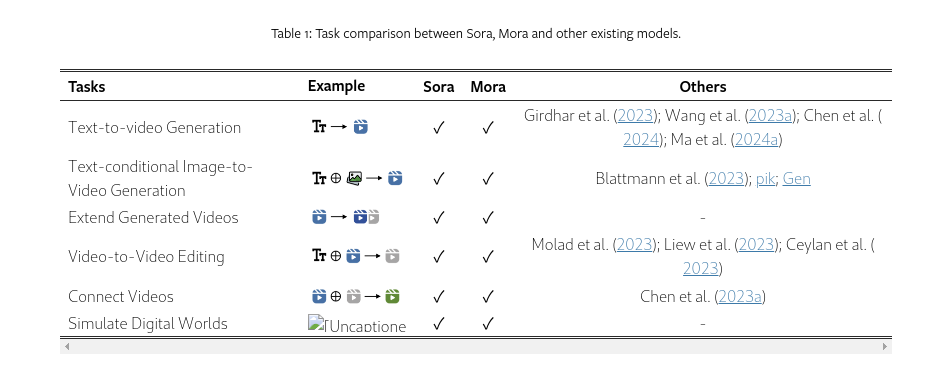 Table 1: Task comparison between Sora, Mora and other existing models.
Tasks Example Sora Mora Others
Text-to-video Generation Tт → ✓ ✓ Girdhar et al. (2023); Wang et al. (2023a); Chen et al. (
2024); Ma et al. (2024a)
Text-conditional Image-to-
Video Generation Tт ⊕ → ✓ ✓ Blattmann et al. (2023); pik; Gen
Extend Generated Videos → ✓ ✓ -
Video-to-Video Editing Tт ⊕ → ✓ ✓ Molad et al. (2023); Liew et al. (2023); Ceylan et al. (
2023)
Connect Videos ⊕ → ✓ ✓ Chen et al. (2023a)
Simulate Digital Worlds [Uncaptione ✓ ✓ -